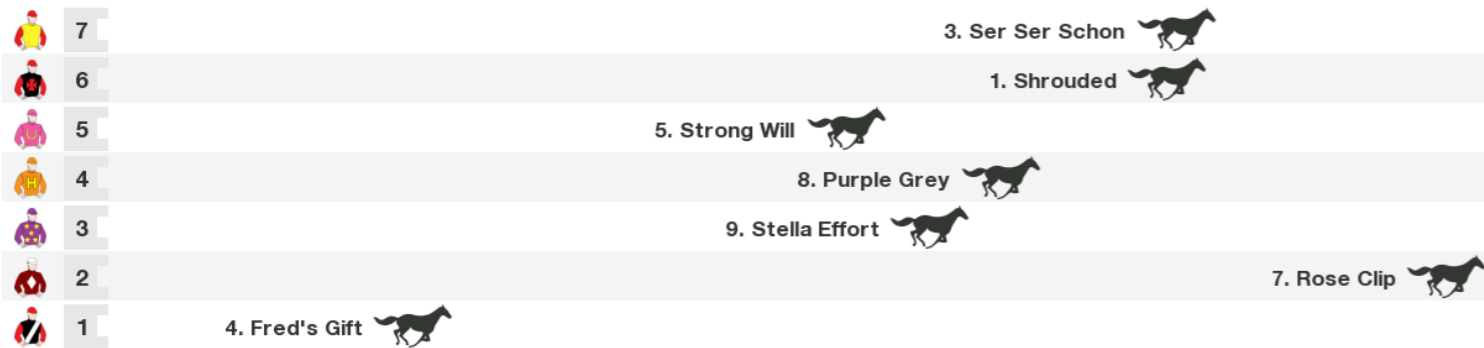 7 3. Ser Ser Schon
6 1. Shrouded
5 5. Strong Will
4 8. Purple Grey
3 9. Stella Effort
2 7. Rose Clip
1 4. Fred's Gift